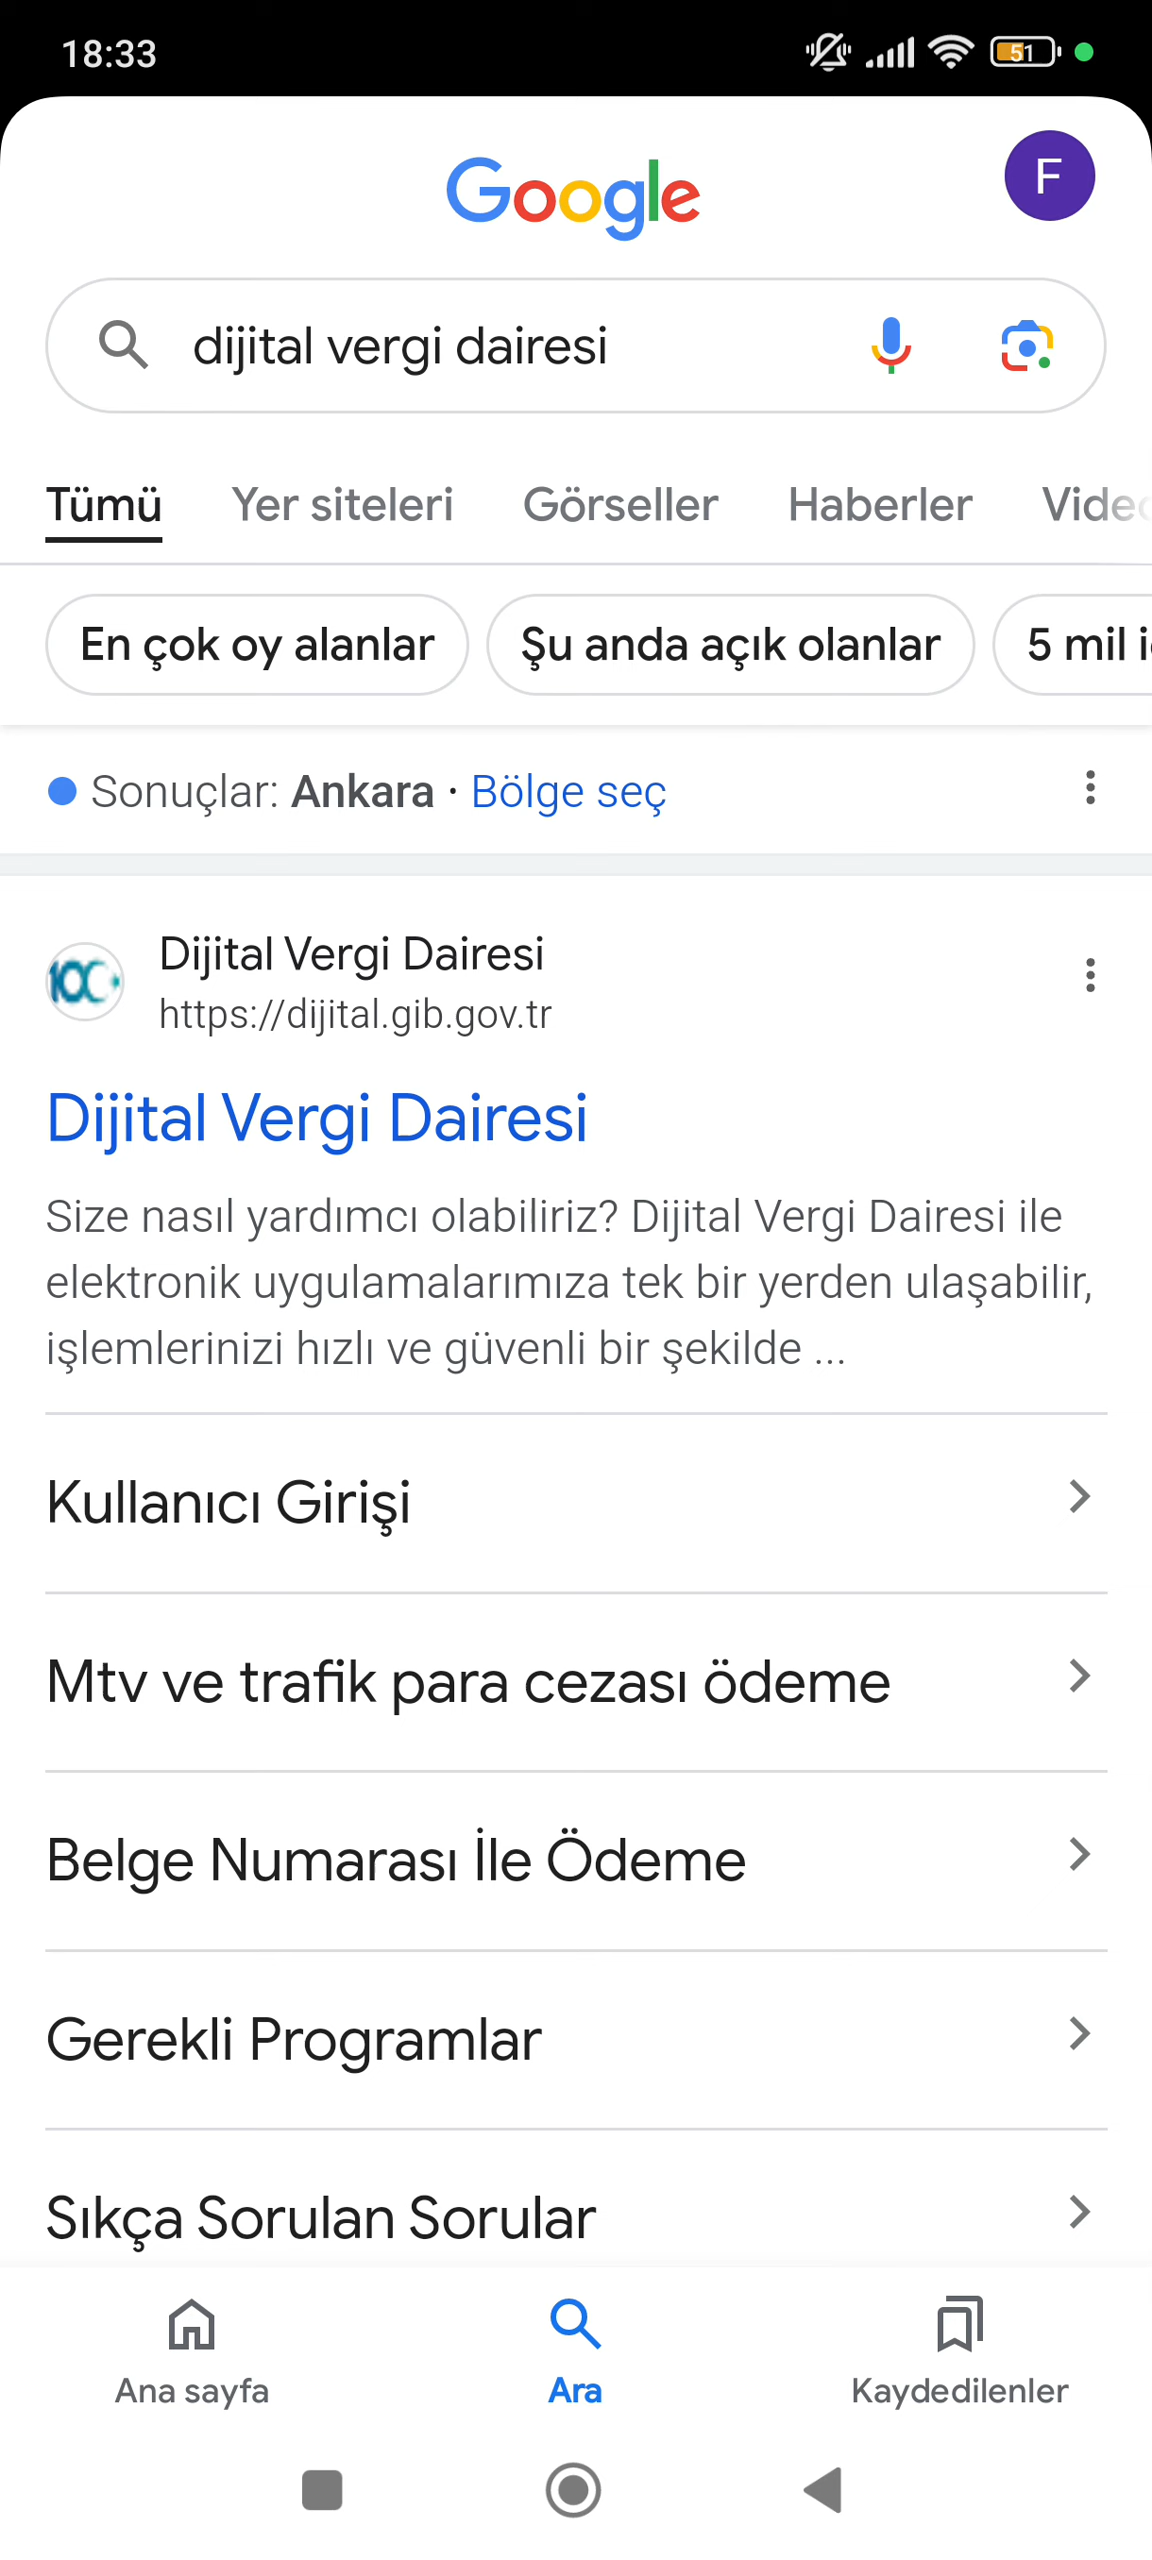 18:33
51
Google
F
dijital vergi dairesi
Tümü Yer siteleri Görseller Haberler
En çok oy alanlar Şu anda açık olanlar 5 mil
Sonuçlar: Ankara · Bölge seç
Dijital Vergi Dairesi
https://dijital.gib.gov.tr
Dijital Vergi Dairesi
Size nasıl yardımcı olabiliriz? Dijital Vergi Dairesi ile
elektronik uygulamalarımıza tek bir yerden ulaşabilir,
işlemlerinizi hızlı ve güvenli bir şekilde ...
Kullanıcı Girişi
Mtv ve trafik para cezası ödeme
Belge Numarası İle Ödeme
Gerekli Programlar
Sıkça Sorulan Sorular
Ana sayfa Ara Kaydedilenler